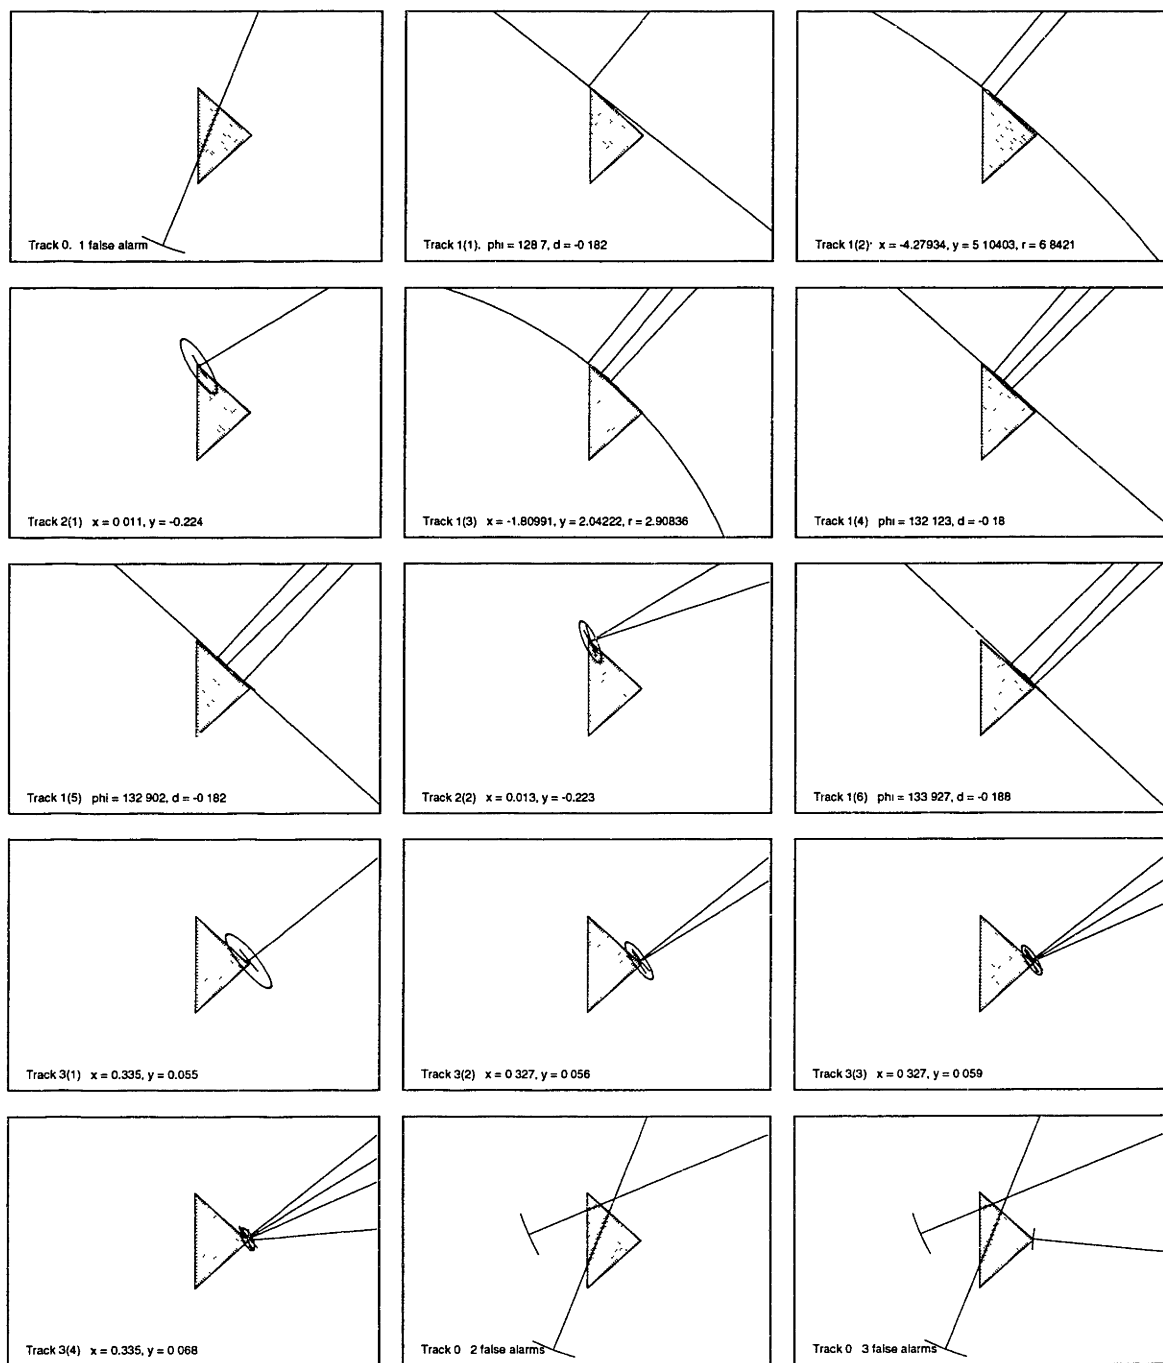 Track 0. 1 false alarm
Track 1(1). phi = 128 7, d = -0 182
Track 1(2)· x = -4.27934, y = 5 10403, r = 6 8421
Track 2(1) x = 0 011, y = -0.224
Track 1(3) x = -1.80991, y = 2.04222, r = 2.90836
Track 1(4) phi = 132 123, d = -0 18
Track 1(5) phi = 132 902, d = -0 182
Track 2(2) x = 0.013, y = -0.223
Track 1(6) phi = 133 927, d = -0 188
Track 3(1) x = 0.335, y = 0.055
Track 3(2) x = 0 327, y = 0 056
Track 3(3) x = 0 327, y = 0 059
Track 3(4) x = 0.335, y = 0 068
Track 0 2 false alarms
Track 0 3 false alarms